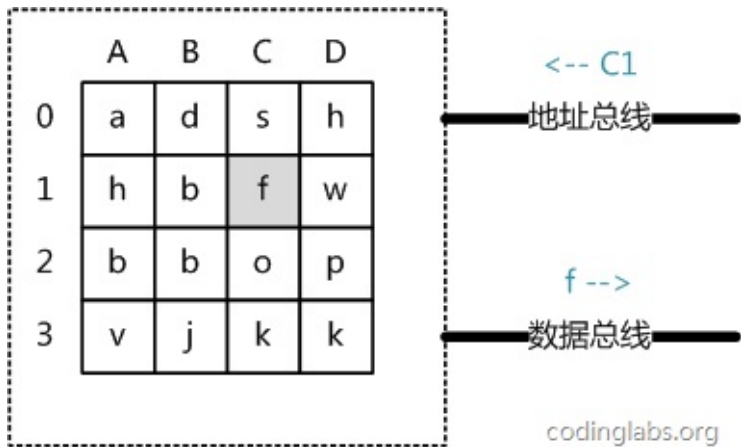 A B C D
<-- C1
0 a d s h
地址总线
1 h b f w
2 b b o p
f -->
3 v j k k
数据总线
codinglabs.org